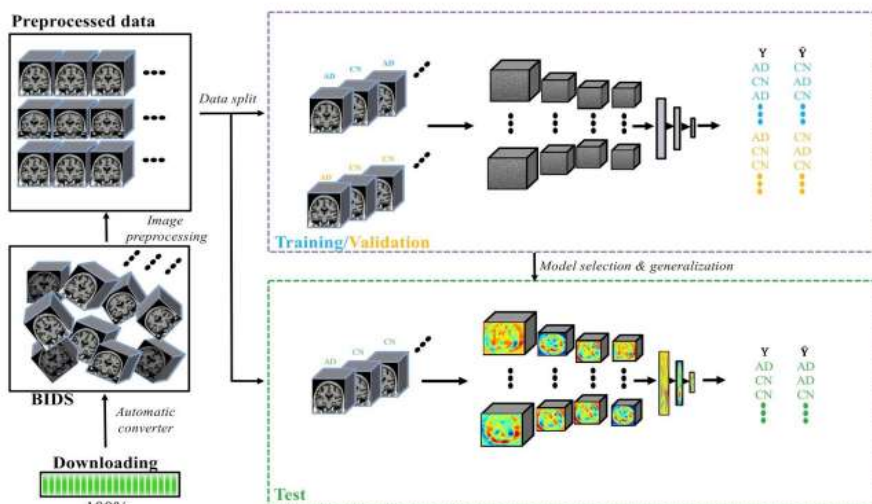 Preprocessed data
Data split
AD CN AD
AD CN CN
Y Ŷ
AD CN
CN AD
AD CN
AD CN
CN AD
CN CN
Training/Validation
Image
preprocessing
Model selection & generalization
BIDS
Automatic
converter
Downloading
100%
AD CN CN
Y Ŷ
AD AD
CN AD
CN CN
Test